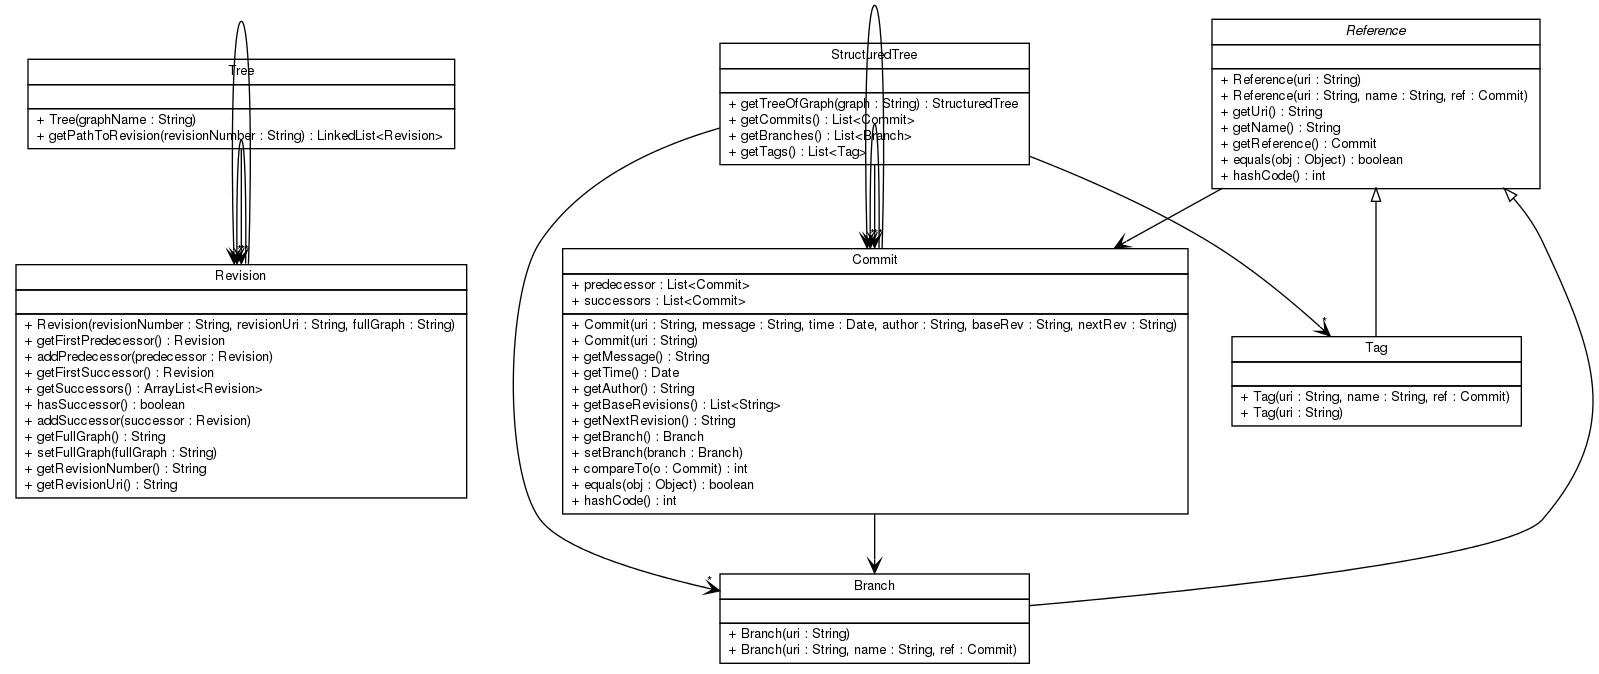 Tree
+ Tree(graphName : String)
+ getPathToRevision(revisionNumber : String) : LinkedList<Revision>
Revision
+ Revision(revisionNumber : String, revisionUri : String, fullGraph : String)
+ getFirstPredecessor() : Revision
+ addPredecessor(predecessor : Revision)
+ getFirstSuccessor() : Revision
+ getSuccessors() : ArrayList<Revision>
+ hasSuccessor() : boolean
+ addSuccessor(successor : Revision)
+ getFullGraph() : String
+ setFullGraph(fullGraph : String)
+ getRevisionNumber() : String
+ getRevisionUri() : String
StructuredTree
+ getTreeOfGraph(graph : String) : StructuredTree
+ getCommits() : List<Commit>
+ getBranches() : List<Branch>
+ getTags() : List<Tag>
Commit
+ predecessor : List<Commit>
+ successors : List<Commit>
+ Commit(uri : String, message : String, time : Date, author : String, baseRev : String, nextRev : String)
+ Commit(uri : String)
+ getMessage() : String
+ getTime() : Date
+ getAuthor() : String
+ getBaseRevisions() : List<String>
+ getNextRevision() : String
+ getBranch() : Branch
+ setBranch(branch : Branch)
+ compareTo(o : Commit) : int
+ equals(obj : Object) : boolean
+ hashCode() : int
*
Branch
+ Branch(uri : String)
+ Branch(uri : String, name : String, ref : Commit)
Reference
+ Reference(uri : String)
+ Reference(uri : String, name : String, ref : Commit)
+ getUri() : String
+ getName() : String
+ getReference() : Commit
+ equals(obj : Object) : boolean
+ hashCode() : int
*
Tag
+ Tag(uri : String, name : String, ref : Commit)
+ Tag(uri : String)